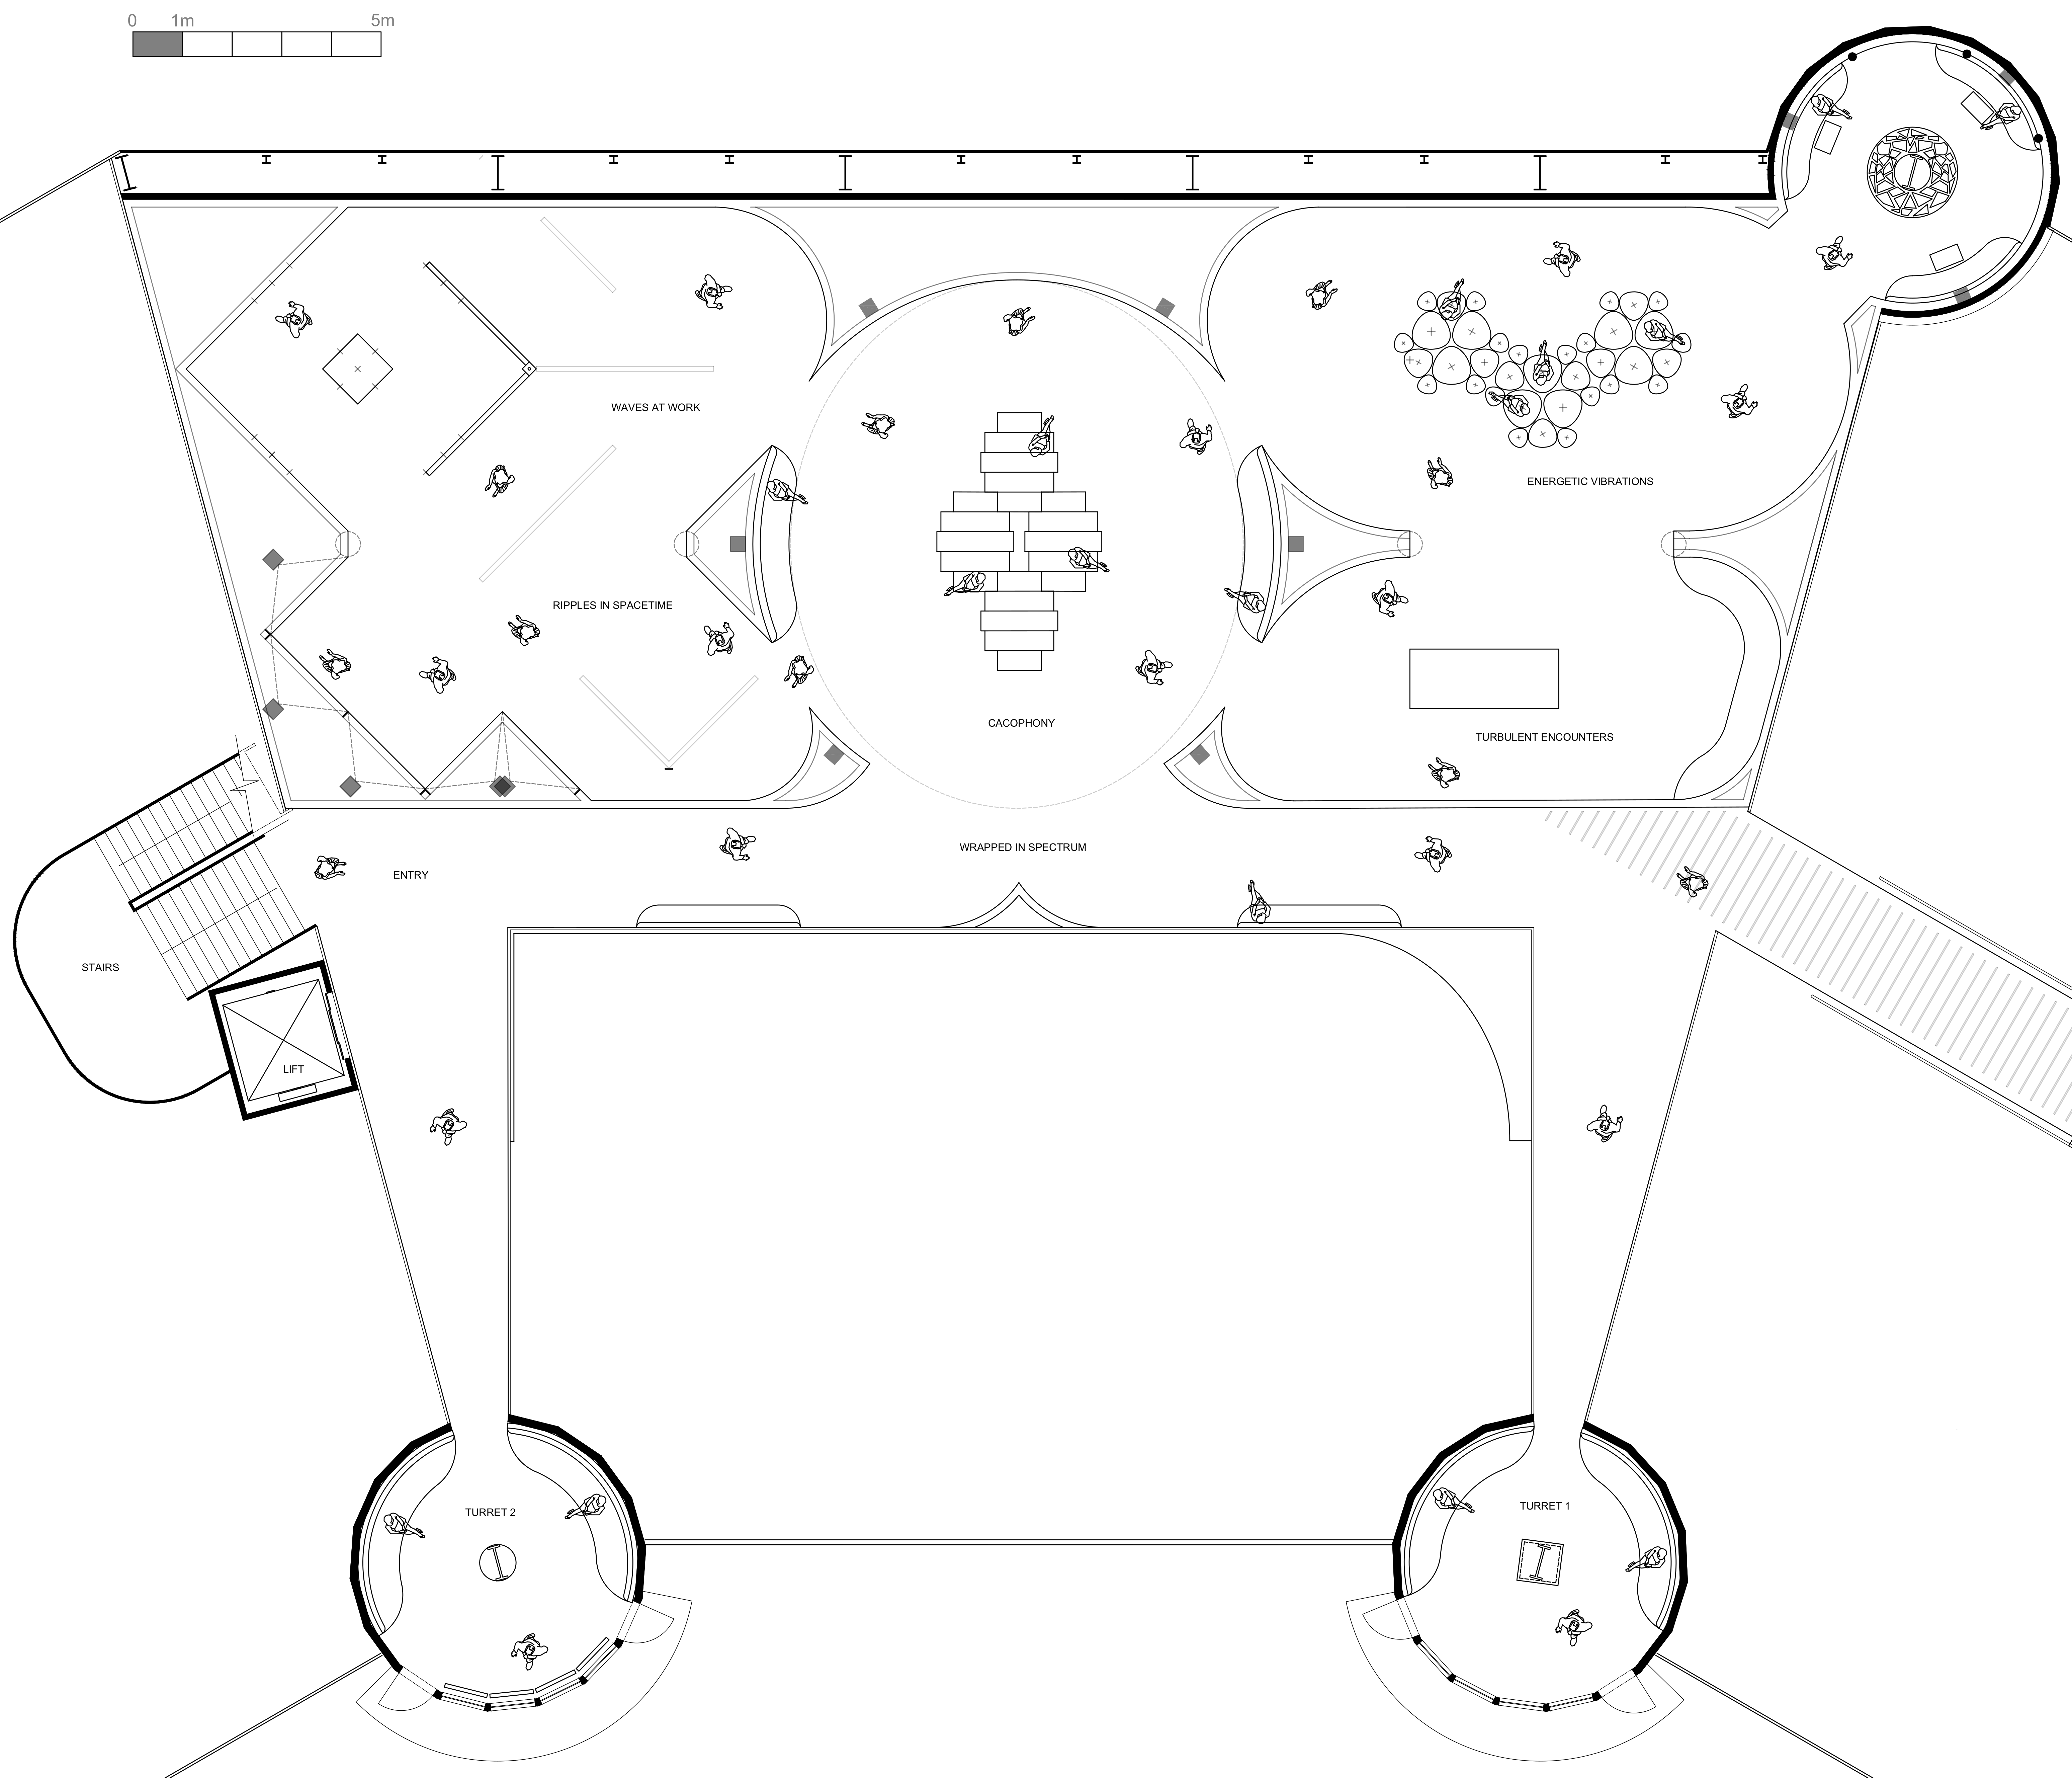 0 1m 5m
WAVES AT WORK
ENERGETIC VIBRATIONS
RIPPLES IN SPACETIME
CACOPHONY
TURBULENT ENCOUNTERS
WRAPPED IN SPECTRUM
ENTRY
STAIRS
LIFT
TURRET 2
TURRET 1